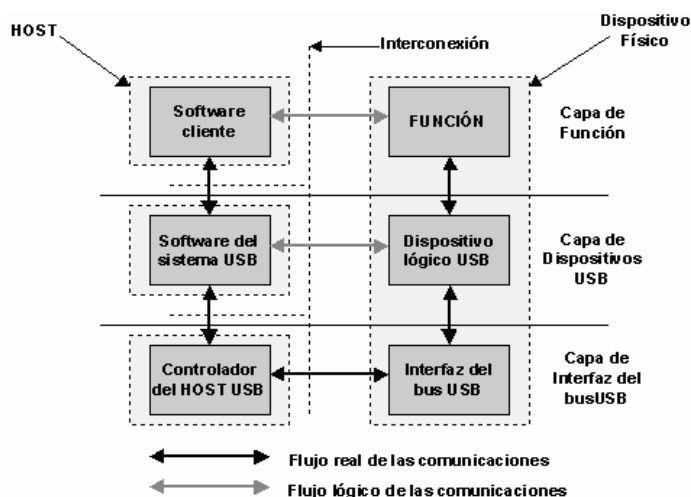 HOST
Interconexión
Dispositivo
Físico
Software
cliente
FUNCIÓN
Capa de
Función
Software del
sistema USB
Dispositivo
lógico USB
Capa de
Dispositivos
USB
Controlador
del HOST USB
Interfaz del
bus USB
Capa de
Interfaz del
busUSB
Flujo real de las comunicaciones
Flujo lógico de las comunicaciones